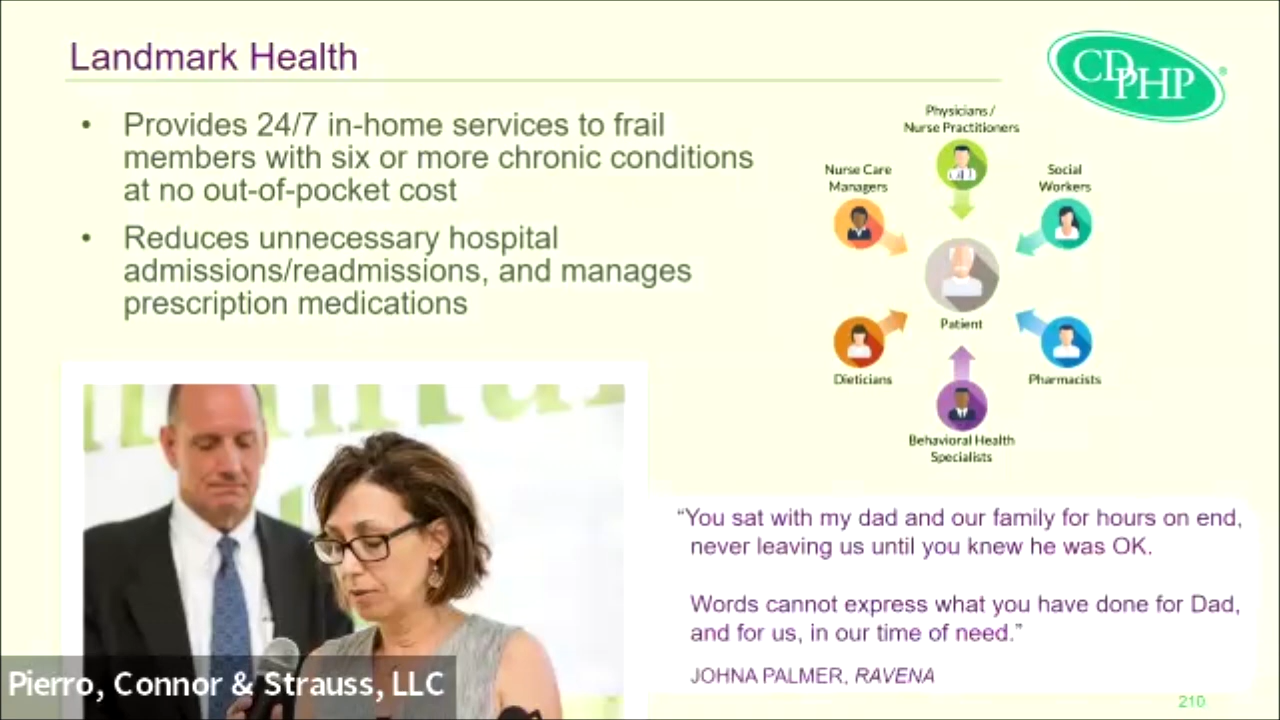 Landmark Health
CDPHP
®
• Provides 24/7 in-home services to frail
members with six or more chronic conditions
at no out-of-pocket cost
• Reduces unnecessary hospital
admissions/readmissions, and manages
prescription medications
Physicians /
Nurse Practitioners
Nurse Care
Managers
Social
Workers
Patient
Dieticians
Pharmacists
Behavioral Health
Specialists
“You sat with my dad and our family for hours on end,
never leaving us until you knew he was OK.
Words cannot express what you have done for Dad,
and for us, in our time of need.”
JOHNA PALMER, RAVENA
Pierro, Connor & Strauss, LLC
210